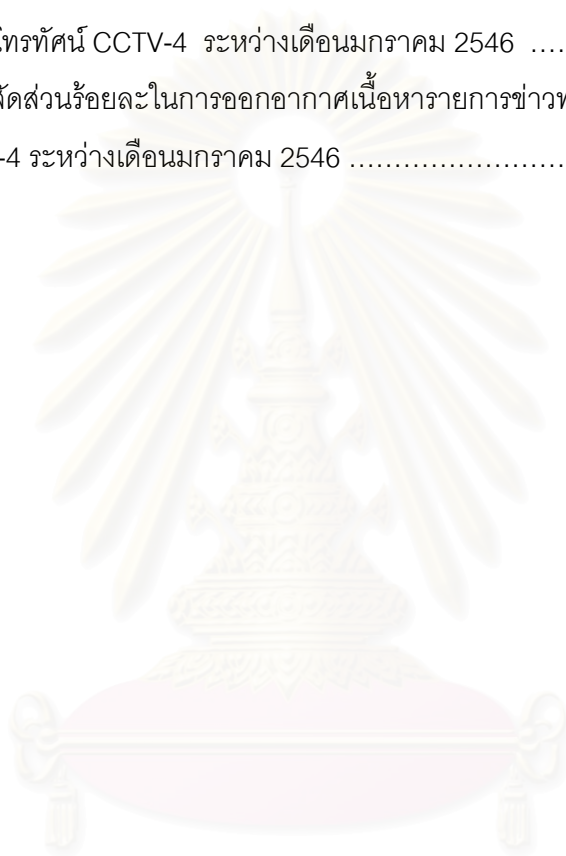 โทรทัศน์ CCTV-4 ระหว่างเดือนมกราคม 2546 ....
สัดส่วนร้อยละในการออกอากาศเนื้อหารายการข่าว
-4 ระหว่างเดือนมกราคม 2546 ........................